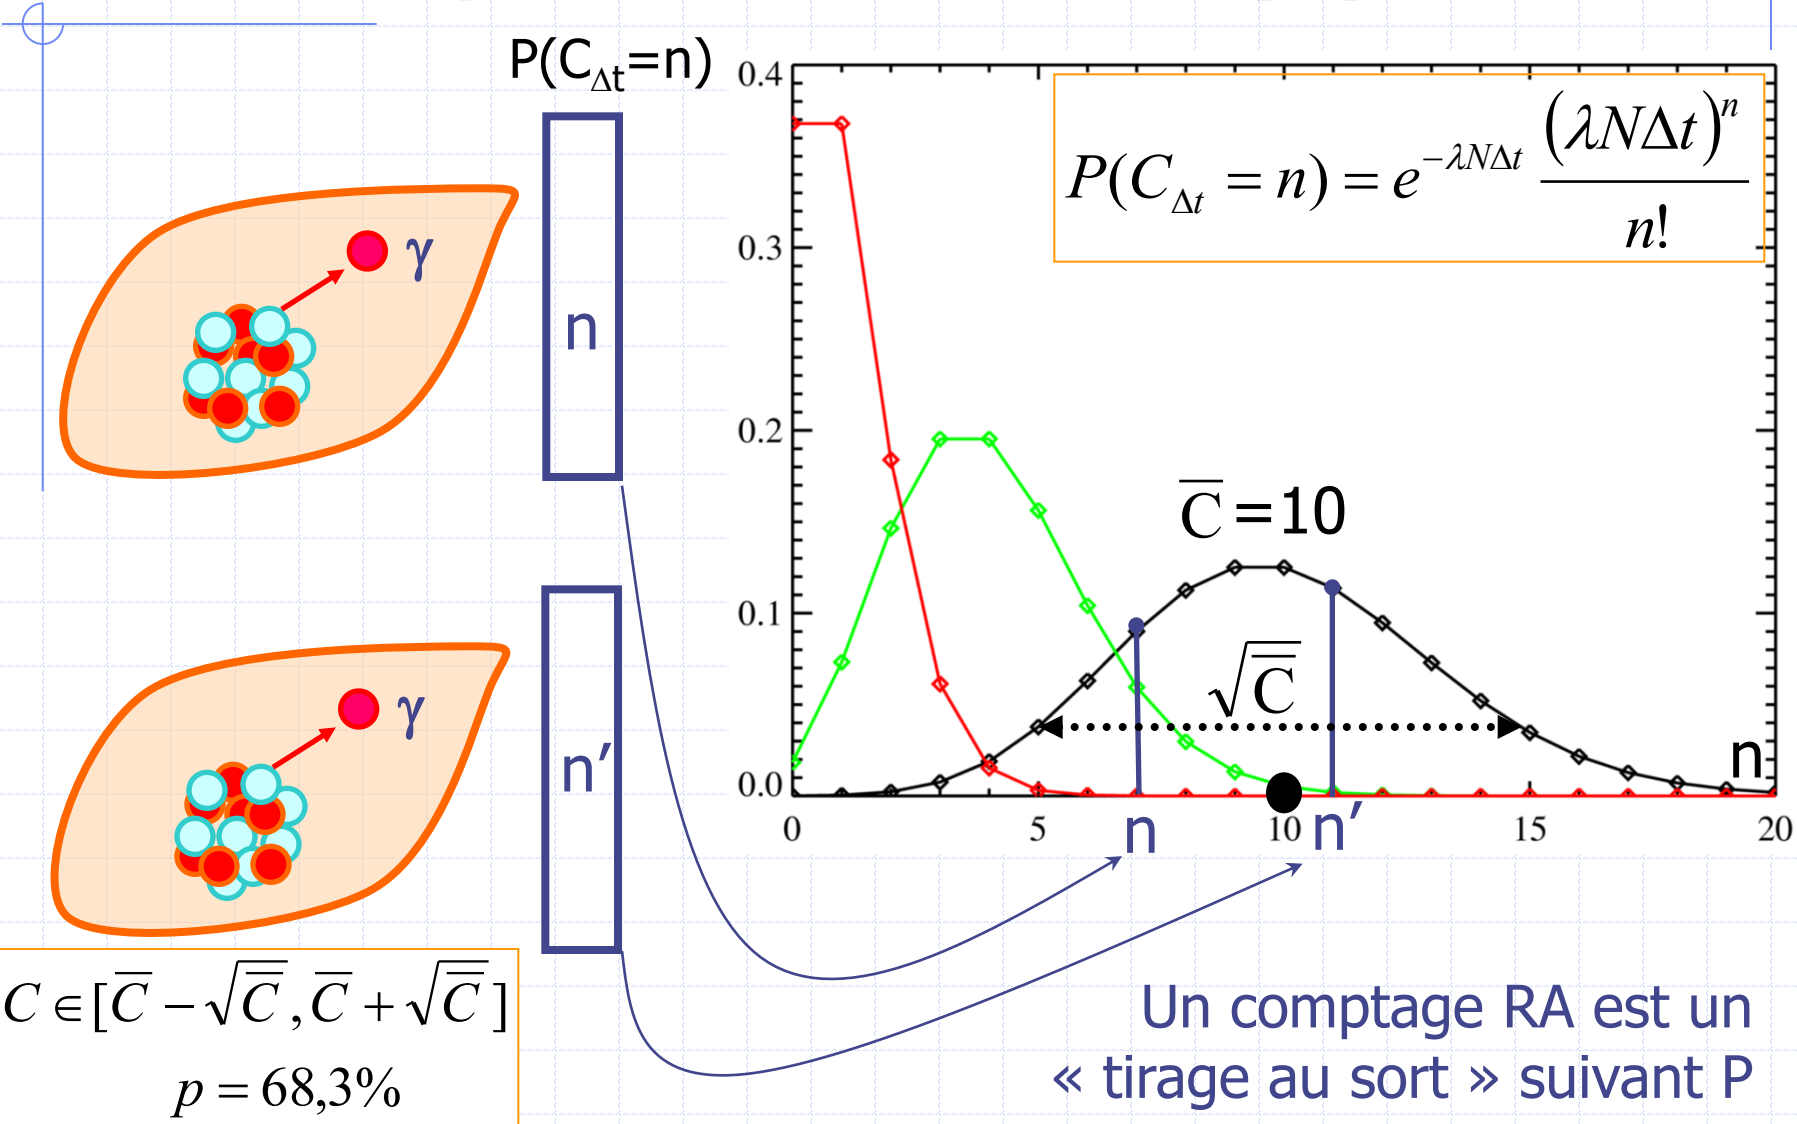 P(C_Δt=n)
0.4
0.3
0.2
0.1
0.0
0
5
10
15
20
P(C_Δt = n) = e^{−λNΔt} (λNΔt)^n / n!
γ
n
C̅ =10
√C̅
n
n
n’
γ
n’
C ∈ [C̅ − √C̅ , C̅ + √C̅ ]
p = 68,3%
Un comptage RA est un
« tirage au sort » suivant P